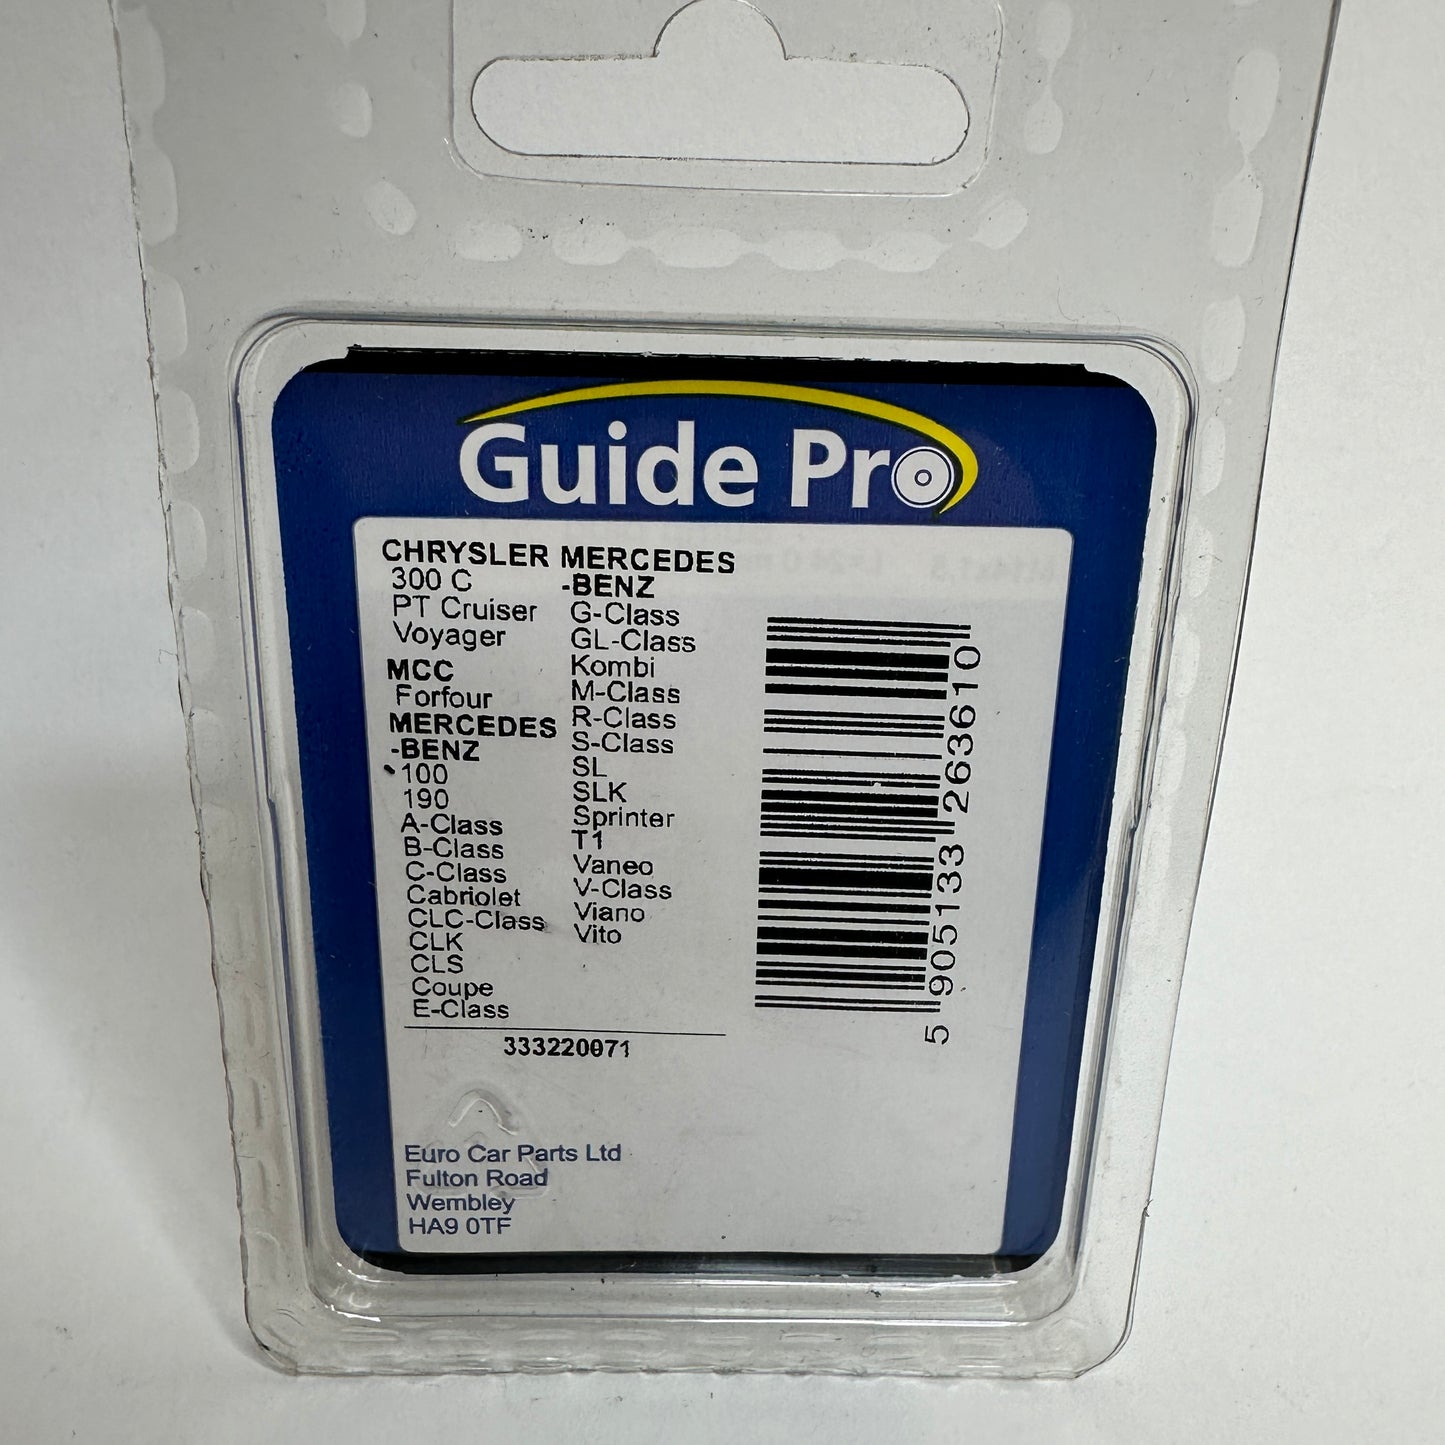 Guide Pro
CHRYSLER
300 C
PT Cruiser
Voyager
MCC
Forfour
MERCEDES
-BENZ
100
190
A-Class
B-Class
C-Class
Cabriolet
CLC-Class
CLK
CLS
Coupe
E-Class
MERCEDES
-BENZ
G-Class
GL-Class
Kombi
M-Class
R-Class
S-Class
SL
SLK
Sprinter
T1
Vaneo
V-Class
Viano
Vito
333220071
5 905133 263610
Euro Car Parts Ltd
Fulton Road
Wembley
HA9 0TF